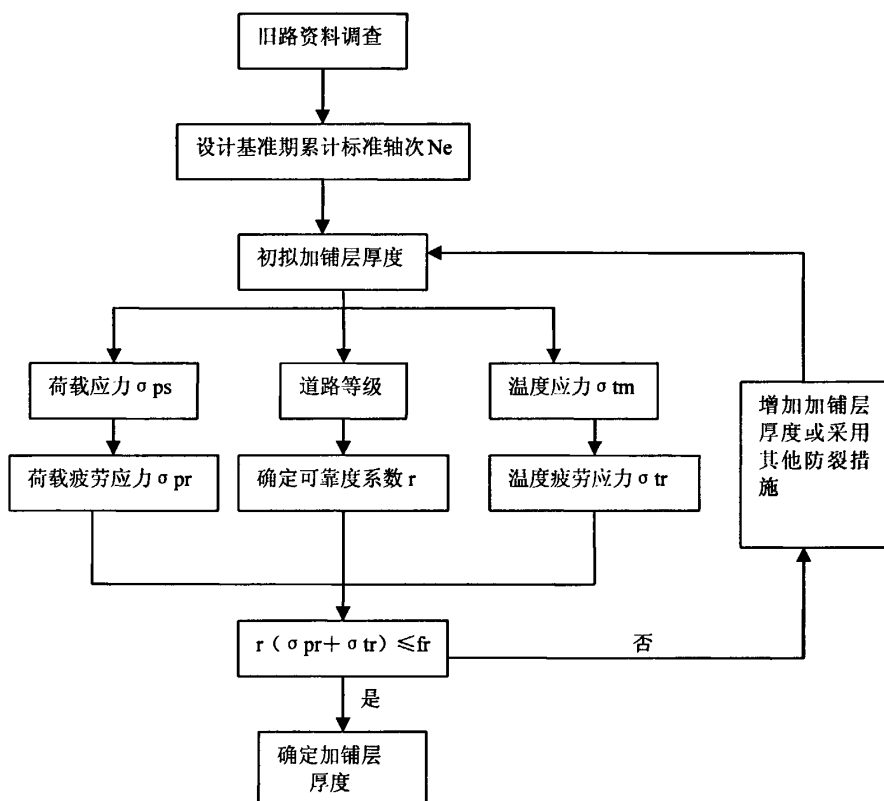 旧路资料调查
设计基准期累计标准轴次Ne
初拟加铺层厚度
荷载应力σps
道路等级
温度应力σtm
荷载疲劳应力σpr
确定可靠度系数r
温度疲劳应力σtr
增加加铺层
厚度或采用
其他防裂措
施
r（σpr＋σtr）≤fr
否
是
确定加铺层
厚度